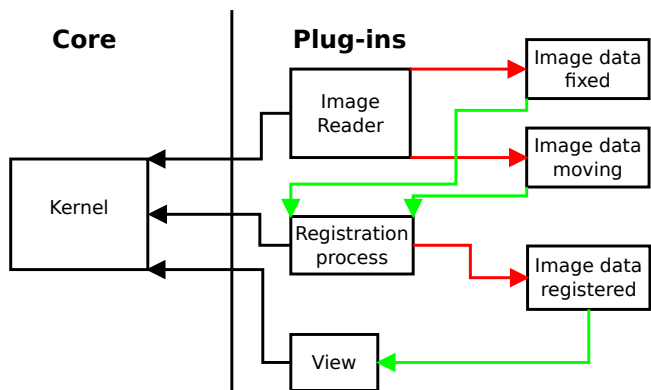 Core
Plug-ins
Image data
fixed
Image
Reader
Image data
moving
Kernel
Registration
process
Image data
registered
View